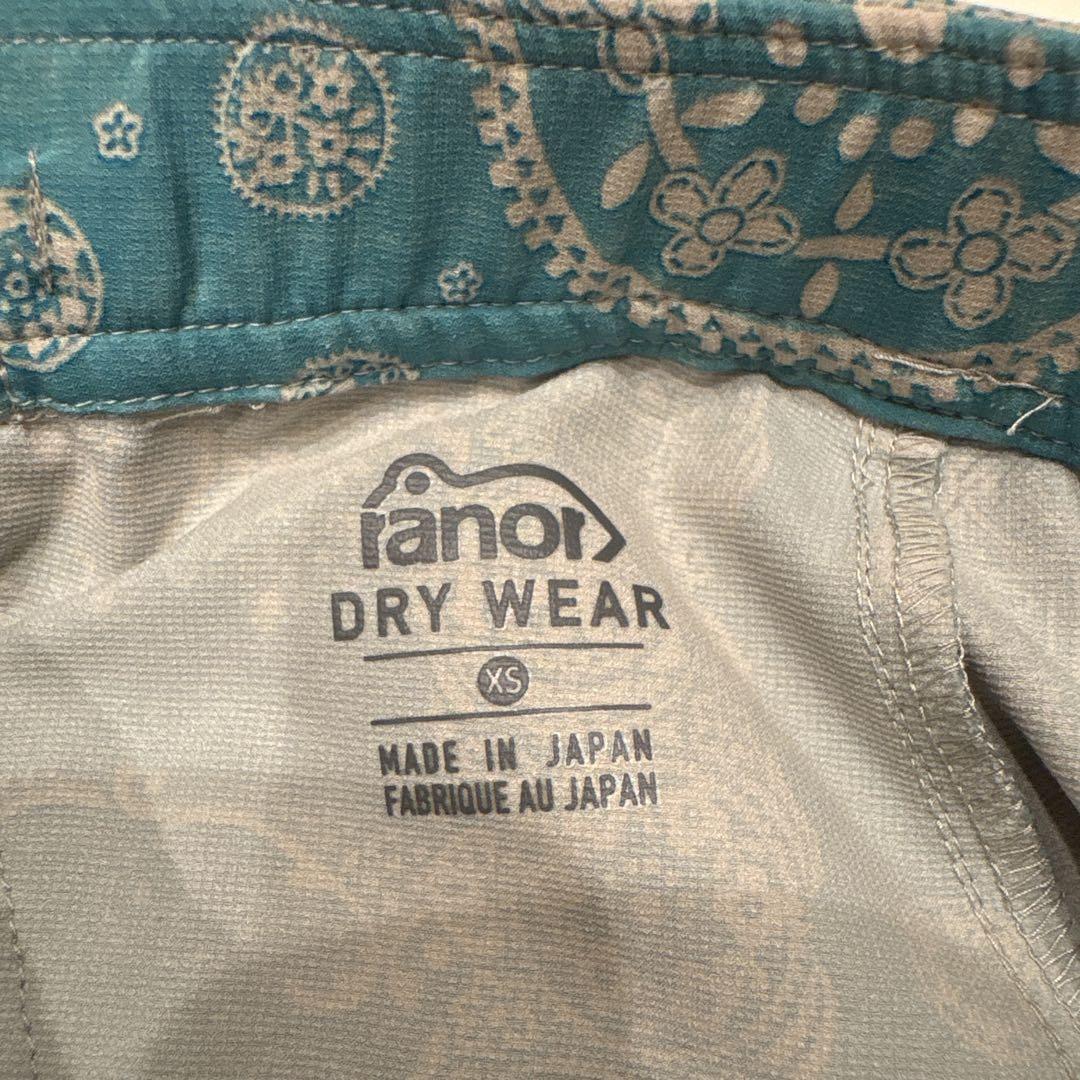 ranor
DRY WEAR
XS
MADE IN JAPAN
FABRIQUE AU JAPAN